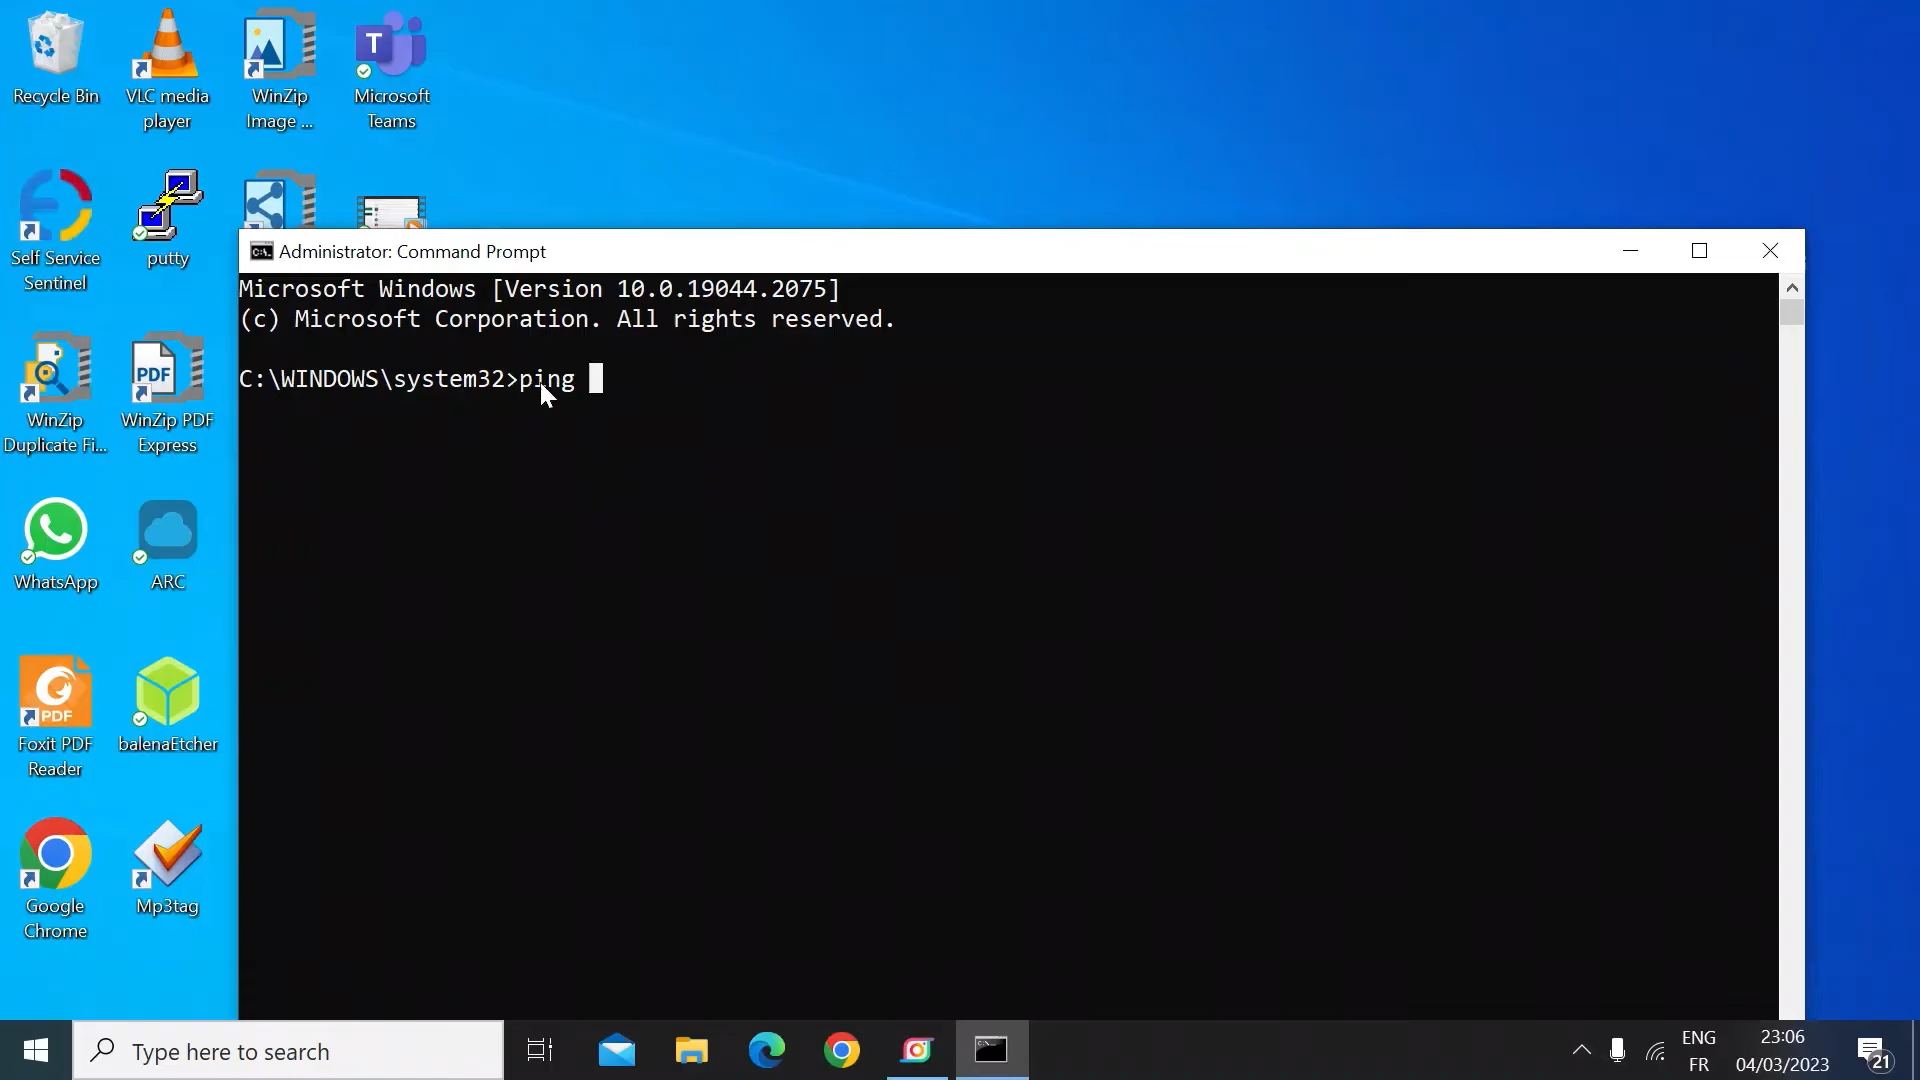 Recycle Bin
VLC media
player
WinZip
Image ...
T
Microsoft
Teams
Self Service
Sentinel
putty
WinZip
Duplicate Fi...
PDF
WinZip PDF
Express
WhatsApp
ARC
PDF
Foxit PDF
Reader
balenaEtcher
Google
Chrome
Mp3tag
C:\. Administrator: Command Prompt
Microsoft Windows [Version 10.0.19044.2075]
(c) Microsoft Corporation. All rights reserved.
C:\WINDOWS\system32>ping
Type here to search
ENG
FR
23:06
04/03/2023
21